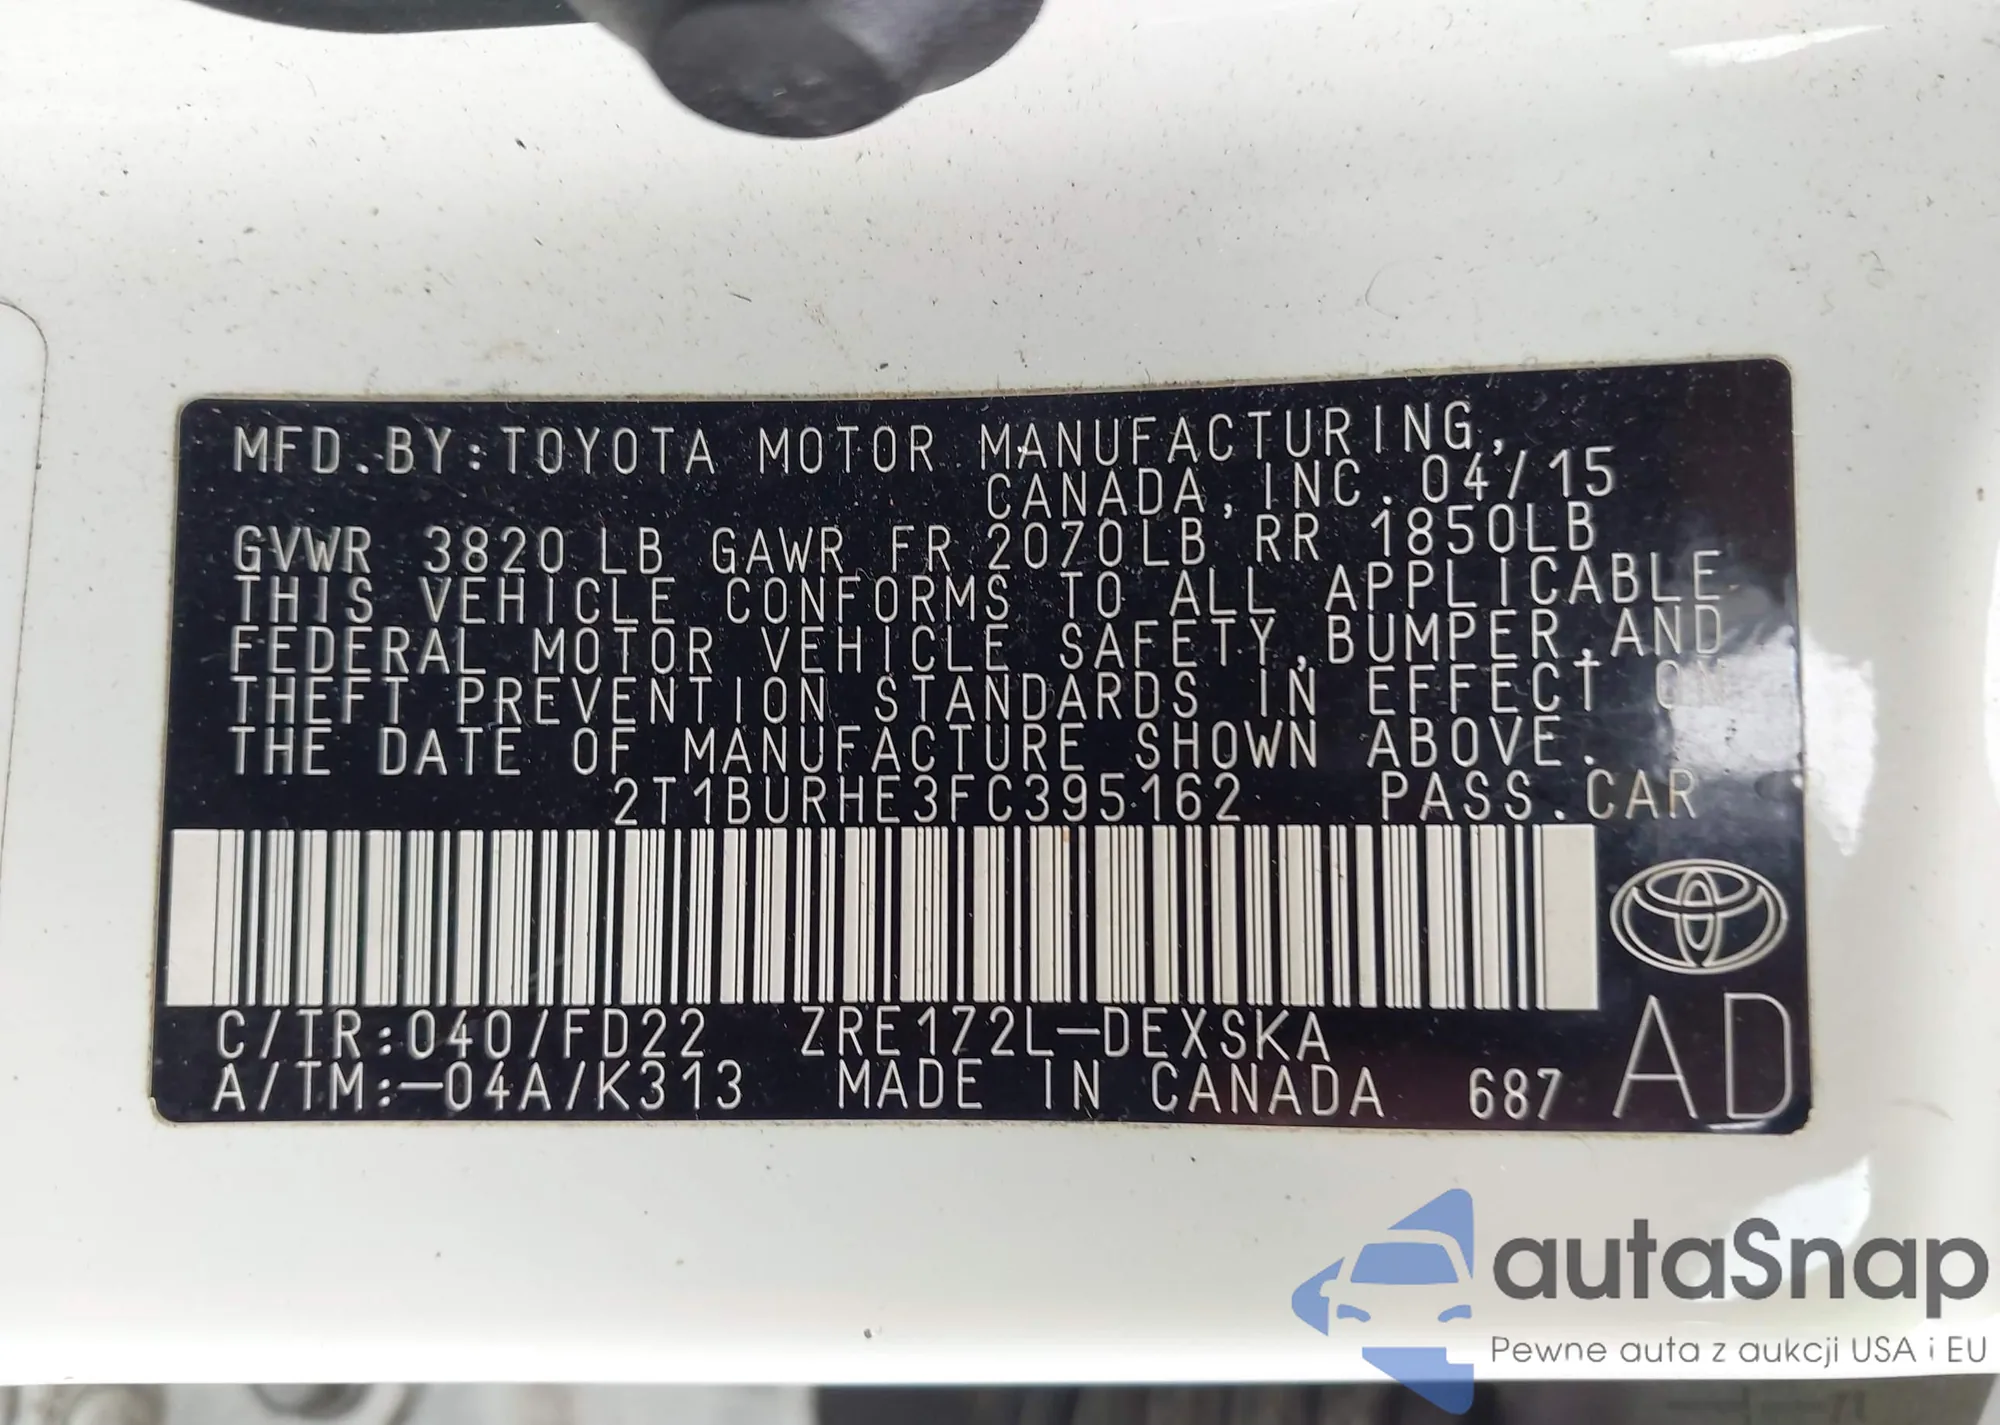 MFD.BY:TOYOTA MOTOR MANUFACTURING,
CANADA,INC. 04/15
GVWR 3820 LB GAWR FR 2070LB RR 1850LB
THIS VEHICLE CONFORMS TO ALL APPLICABLE
FEDERAL MOTOR VEHICLE SAFETY,BUMPER,AND
THEFT PREVENTION STANDARDS IN EFFECT ON
THE DATE OF MANUFACTURE SHOWN ABOVE.
2T1BURHE3FC395162 PASS.CAR
C/TR:040/FD22 ZRE172L-DEXSKA
A/TM:-04A/K313 MADE IN CANADA 687
AD
autaSnap
Pewne auta z aukcji USA i EU